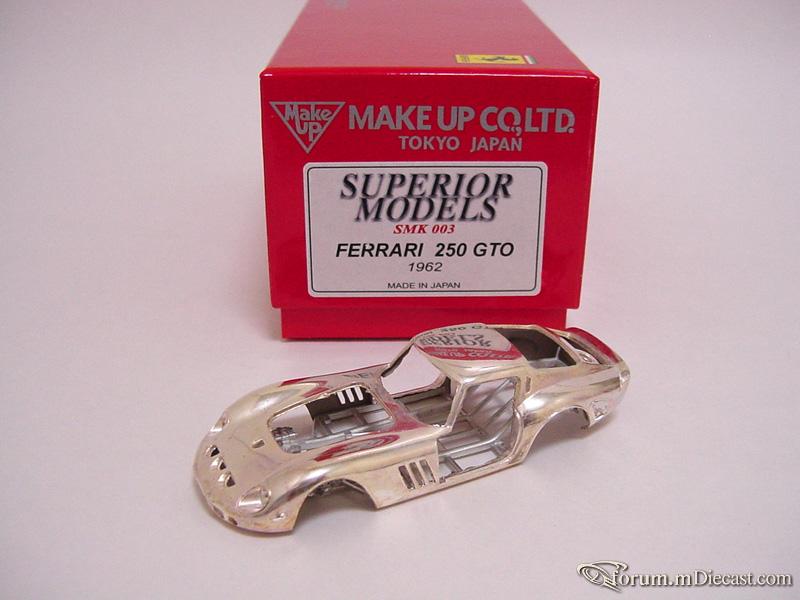 Make
UP
MAKE UP CO.,LTD.
TOKYO JAPAN
SUPERIOR
MODELS
SMK 003
FERRARI 250 GTO
1962
MADE IN JAPAN
forum.mDiecast.com